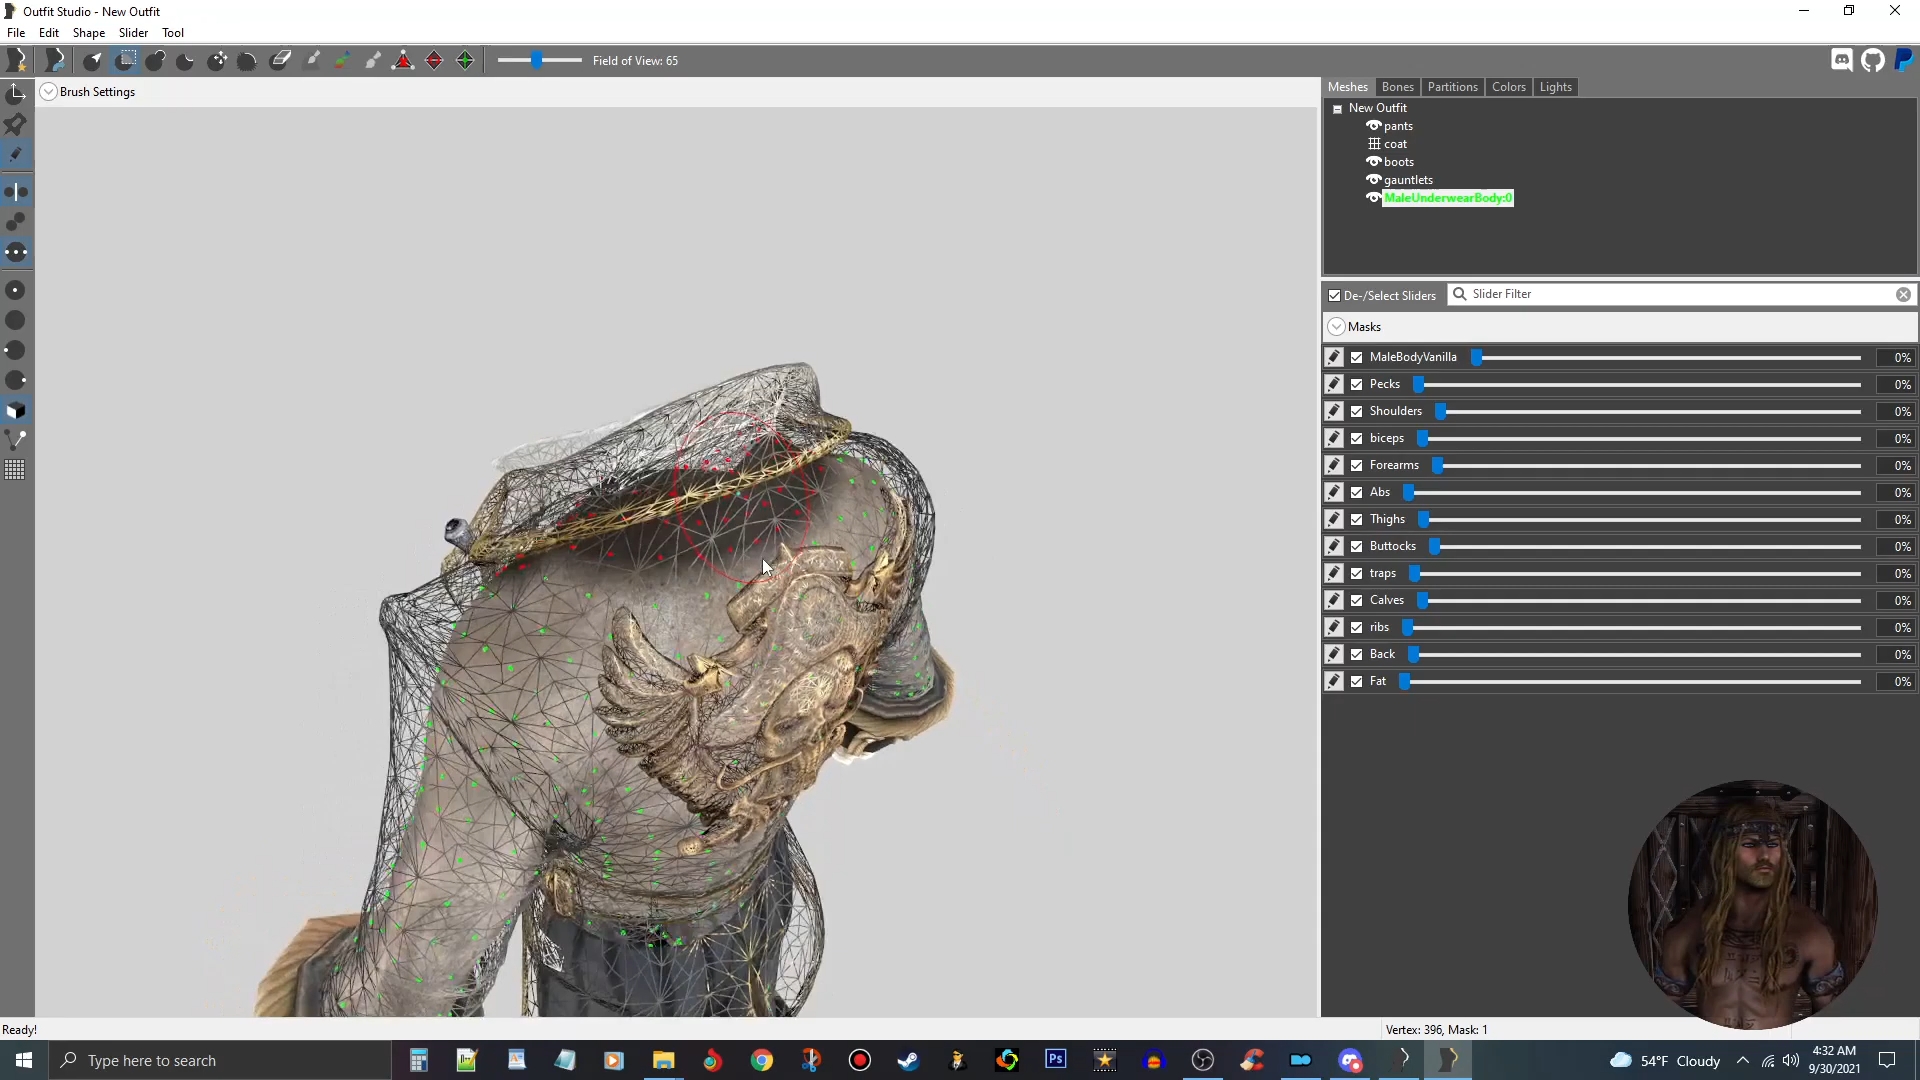 Outfit Studio - New Outfit
File Edit Shape Slider Tool
Field of View: 65
Brush Settings
Meshes Bones Partitions Colors Lights
New Outfit
pants
coat
boots
gauntlets
MaleUnderwearBody:0
De-/Select Sliders Slider Filter
Masks
MaleBodyVanilla 0%
Pecks 0%
Shoulders 0%
biceps 0%
Forearms 0%
Abs 0%
Thighs 0%
Buttocks 0%
traps 0%
Calves 0%
ribs 0%
Back 0%
Fat 0%
Ready! Vertex: 396, Mask: 1
Type here to search
Ps
54°F Cloudy
4:32 AM
9/30/2021